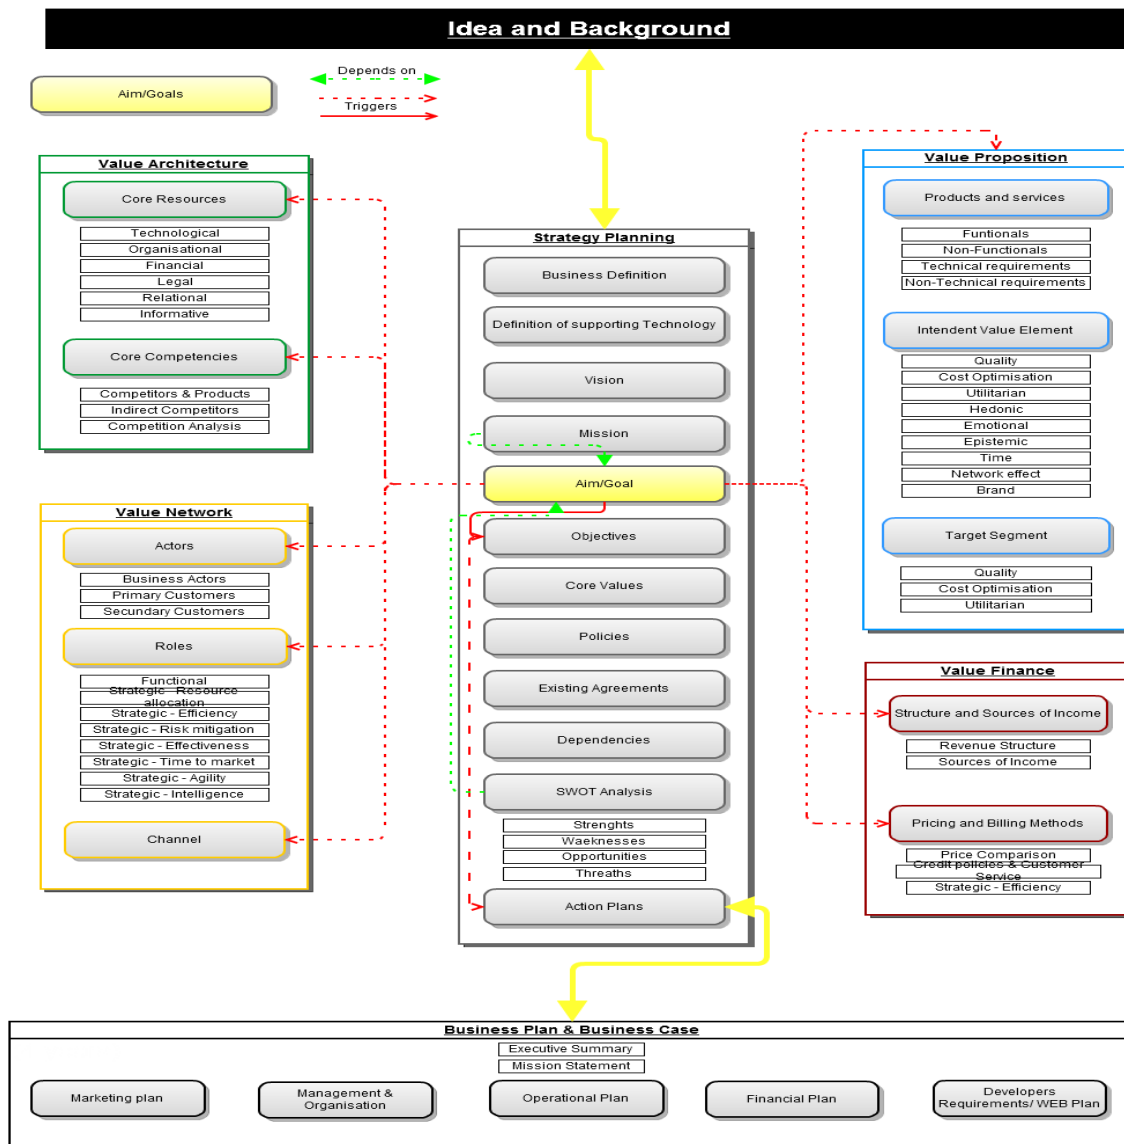 Idea and Background
Depends on
Aim/Goals
Triggers
Value Architecture
Core Resources
Technological
Organisational
Financial
Legal
Relational
Informative
Core Competencies
Competitors & Products
Indirect Competitors
Competition Analysis
Value Network
Actors
Business Actors
Primary Customers
Secundary Customers
Roles
Functional
Strategic - Resource
allocation
Strategic - Efficiency
Strategic - Risk mitigation
Strategic - Effectiveness
Strategic - Time to market
Strategic - Agility
Strategic - Intelligence
Channel
Strategy Planning
Business Definition
Definition of supporting Technology
Vision
Mission
Aim/Goal
Objectives
Core Values
Policies
Existing Agreements
Dependencies
SWOT Analysis
Strenghts
Waeknesses
Opportunities
Threaths
Action Plans
Value Proposition
Products and services
Funtionals
Non-Functionals
Technical requirements
Non-Technical requirements
Intendent Value Element
Quality
Cost Optimisation
Utilitarian
Hedonic
Emotional
Epistemic
Time
Network effect
Brand
Target Segment
Quality
Cost Optimisation
Utilitarian
Value Finance
Structure and Sources of Income
Revenue Structure
Sources of Income
Pricing and Billing Methods
Price Comparison
Credit policies & Customer
Service
Strategic - Efficiency
Business Plan & Business Case
Executive Summary
Mission Statement
Marketing plan
Management &
Organisation
Operational Plan
Financial Plan
Developers
Requirements/ WEB Plan